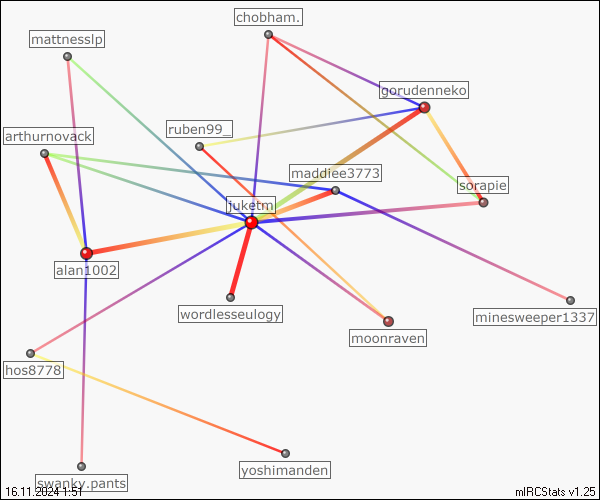 chobham.
mattnesslp
gorudenneko
ruben99_
arthurnovack
maddiee3773
sorapie
juketm
alan1002
wordlesseulogy
minesweeper1337
moonraven
hos8778
yoshimanden
swanky.pants
16.11.2024 1:51
mIRCStats v1.25